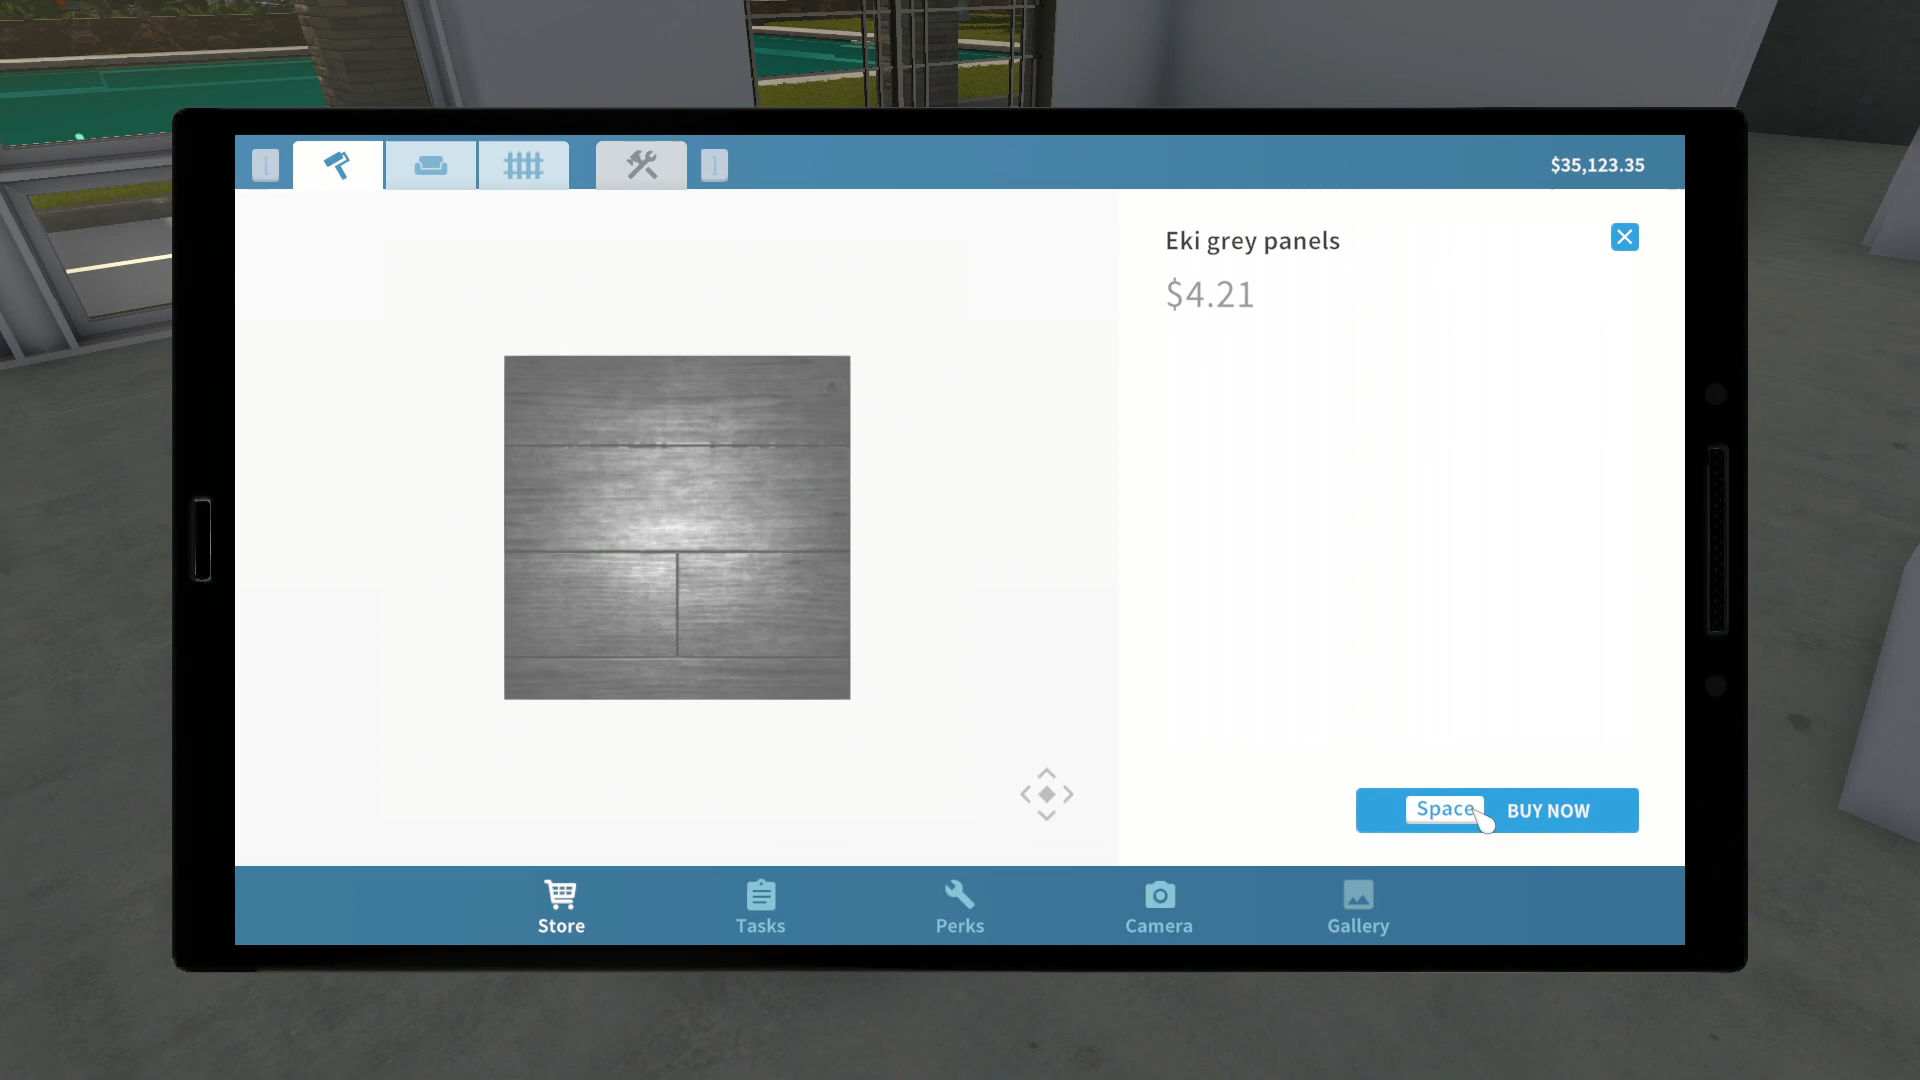 [
]
$35,123.35
Eki grey panels
$4.21
Space BUY NOW
Store
Tasks
Perks
Camera
Gallery